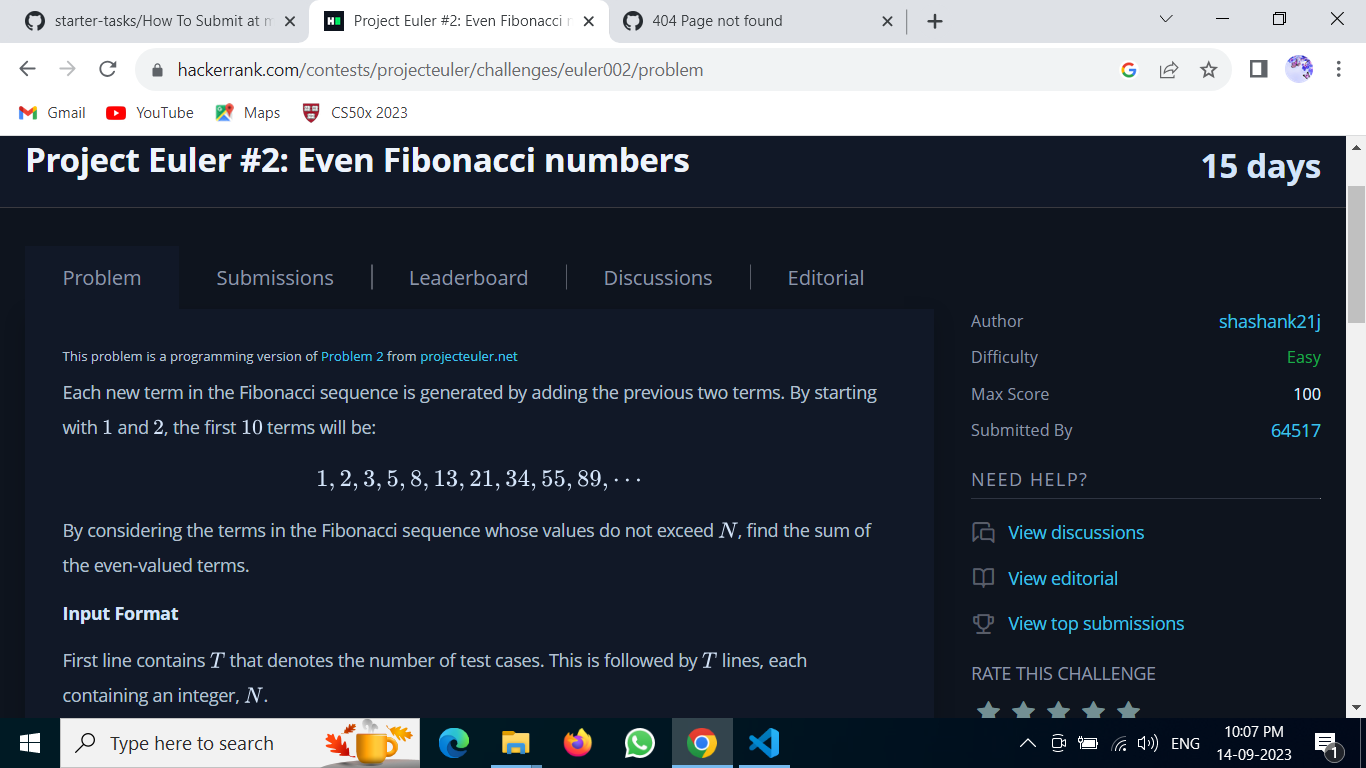 starter-tasks/How To Submit at m
Project Euler #2: Even Fibonacci n
404 Page not found
hackerrank.com/contests/projecteuler/challenges/euler002/problem
Gmail
YouTube
Maps
CS50x 2023
Project Euler #2: Even Fibonacci numbers
15 days
Problem
Submissions
Leaderboard
Discussions
Editorial
This problem is a programming version of Problem 2 from projecteuler.net
Each new term in the Fibonacci sequence is generated by adding the previous two terms. By starting
with 1 and 2, the first 10 terms will be:
1, 2, 3, 5, 8, 13, 21, 34, 55, 89, ···
By considering the terms in the Fibonacci sequence whose values do not exceed N, find the sum of
the even-valued terms.
Input Format
First line contains T that denotes the number of test cases. This is followed by T lines, each
containing an integer, N.
Author
shashank21j
Difficulty
Easy
Max Score
100
Submitted By
64517
NEED HELP?
View discussions
View editorial
View top submissions
RATE THIS CHALLENGE
Type here to search
ENG
10:07 PM
14-09-2023
1